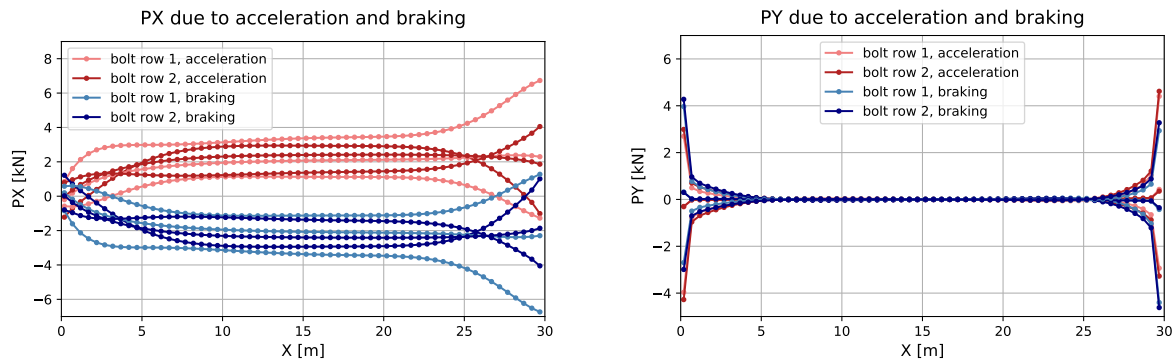 PX due to acceleration and braking
PX [kN]
8
6
4
2
0
−2
−4
−6
bolt row 1, acceleration
bolt row 2, acceleration
bolt row 1, braking
bolt row 2, braking
0 5 10 15 20 25 30
X [m]
PY due to acceleration and braking
PY [kN]
6
4
2
0
−2
−4
bolt row 1, acceleration
bolt row 2, acceleration
bolt row 1, braking
bolt row 2, braking
0 5 10 15 20 25 30
X [m]